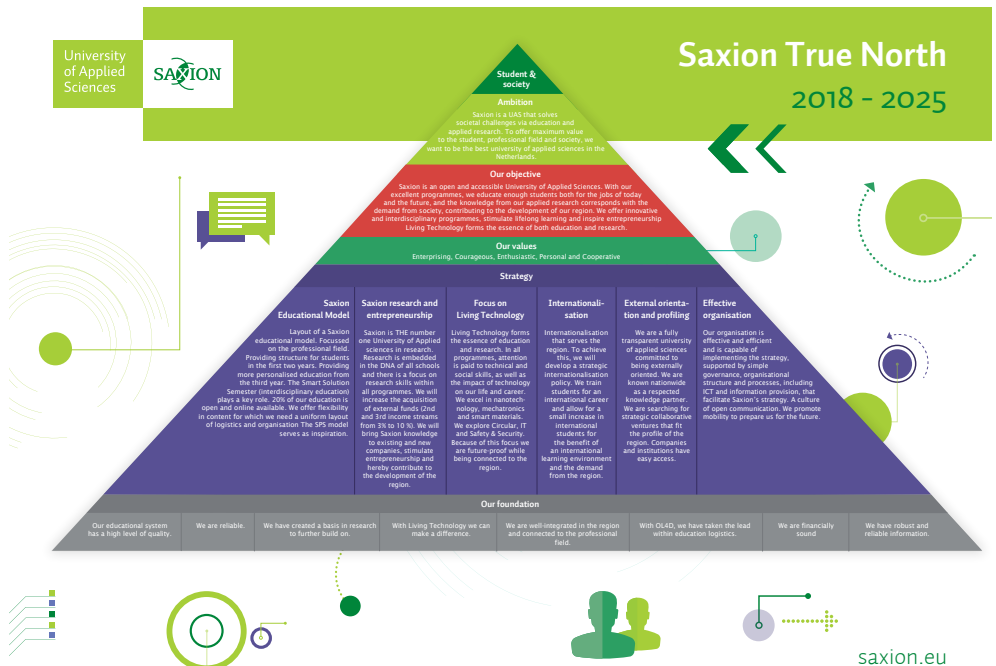 University
of Applied
Sciences
SAXION
Saxion True North
2018 - 2025
Student &
society
Ambition
Saxion is a UAS that solves
societal challenges via education and
applied research. To offer maximum value
to the student, professional field and society, we
want to be the best university of applied sciences in the
Netherlands.
Our objective
Saxion is an open and accessible University of Applied Sciences. With our
excellent programmes, we educate enough students both for the jobs of today
and the future, and the knowledge from our applied research corresponds with the
demand from society, contributing to the development of our region. We offer innovative
and interdisciplinary programmes, stimulate lifelong learning and inspire entrepreneurship
Living Technology forms the essence of both education and research.
Our values
Enterprising, Courageous, Enthusiastic, Personal and Cooperative
Strategy
Saxion
Educational Model
Layout of a Saxion
educational model. Focussed
on the professional field.
Providing structure for students
in the first two years. Providing
more personalised education from
the third year. The Smart Solution
Semester (interdisciplinary education)
plays a key role. 20% of our education is
open and online available. We offer flexibility
in content for which we need a uniform layout
of logistics and organisation The SPS model
serves as inspiration.
Saxion research and
entrepreneurship
Saxion is THE number
one University of Applied
sciences in research.
Research is embedded
in the DNA of all schools
and there is a focus on
research skills within
all programmes. We will
increase the acquisition
of external funds (2nd
and 3rd income streams
from 3% to 10 %). We will
bring Saxion knowledge
to existing and new
companies, stimulate
entrepreneurship and
hereby contribute to
the development of the
region.
Focus on
Living Technology
Living Technology forms
the essence of education
and research. In all
programmes, attention
is paid to technical and
social skills, as well as
the impact of technology
on our life and career.
We excel in nanotech-
nology, mechatronics
and smart materials.
We explore Circular, IT
and Safety & Security.
Because of this focus we
are future-proof while
being connected to the
region.
Internationali-
sation
Internationalisation
that serves the
region. To achieve
this, we will
develop a strategic
internationalisation
policy. We train
students for an
international career
and allow for a
small increase in
international
students for
the benefit of
an international
learning environment
and the demand
from the region.
External orienta-
tion and profiling
We are a fully
transparent university
of applied sciences
committed to
being externally
oriented. We are
known nationwide
as a respected
knowledge partner.
We are searching for
strategic collaborative
ventures that fit
the profile of the
region. Companies
and institutions have
easy access.
Effective
organisation
Our organisation is
effective and efficient
and is capable of
implementing the strategy,
supported by simple
governance, organisational
structure and processes, including
ICT and information provision, that
facilitate Saxion's strategy. A culture
of open communication. We promote
mobility to prepare us for the future.
Our foundation
Our educational system
has a high level of quality.
We are reliable.
We have created a basis in research
to further build on.
With Living Technology we can
make a difference.
We are well-integrated in the region
and connected to the professional
field.
With OL4D, we have taken the lead
within education logistics.
We are financially
sound
We have robust and
reliable information.
saxion.eu